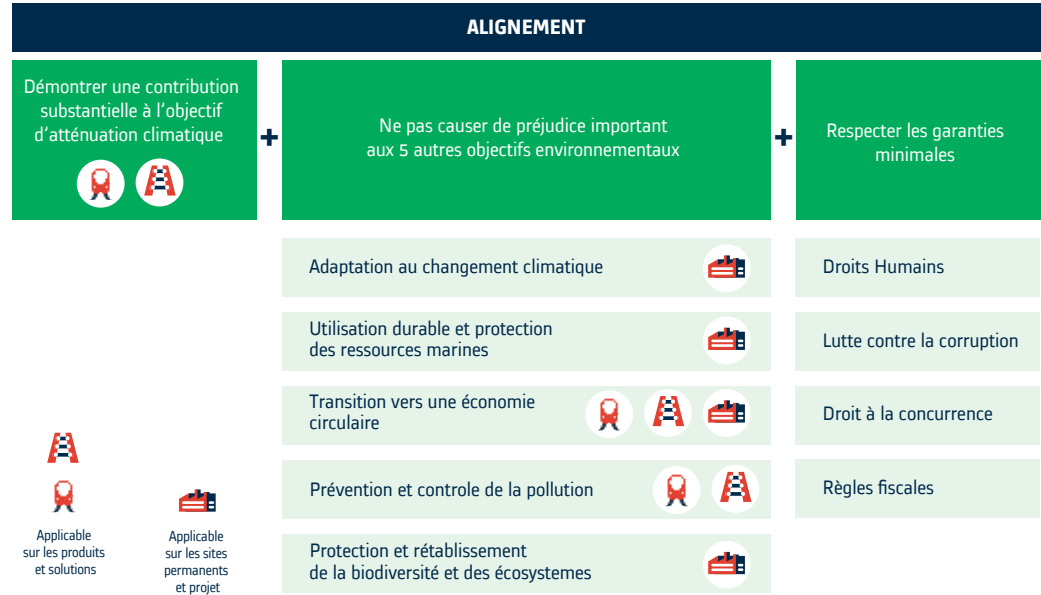 ALIGNEMENT
Démontrer une contribution
substantielle à l'objectif
d'atténuation climatique
+
Ne pas causer de préjudice important
aux 5 autres objectifs environnementaux
+
Respecter les garanties
minimales
Adaptation au changement climatique
Utilisation durable et protection
des ressources marines
Transition vers une économie
circulaire
Prévention et controle de la pollution
Protection et rétablissement
de la biodiversité et des écosystemes
Droits Humains
Lutte contre la corruption
Droit à la concurrence
Règles fiscales
Applicable
sur les produits
et solutions
Applicable
sur les sites
permanents
et projet